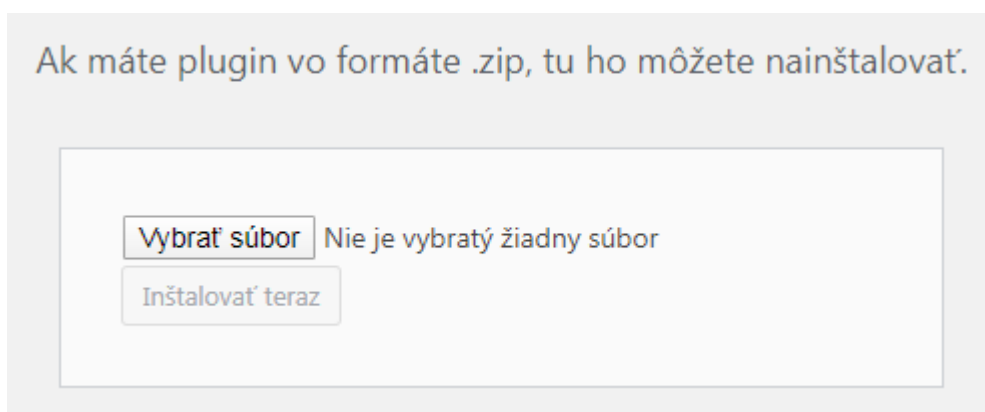 Ak máte plugin vo formáte .zip, tu ho môžete nainštalovať.
Vybrať súbor Nie je vybratý žiadny súbor
Inštalovať teraz